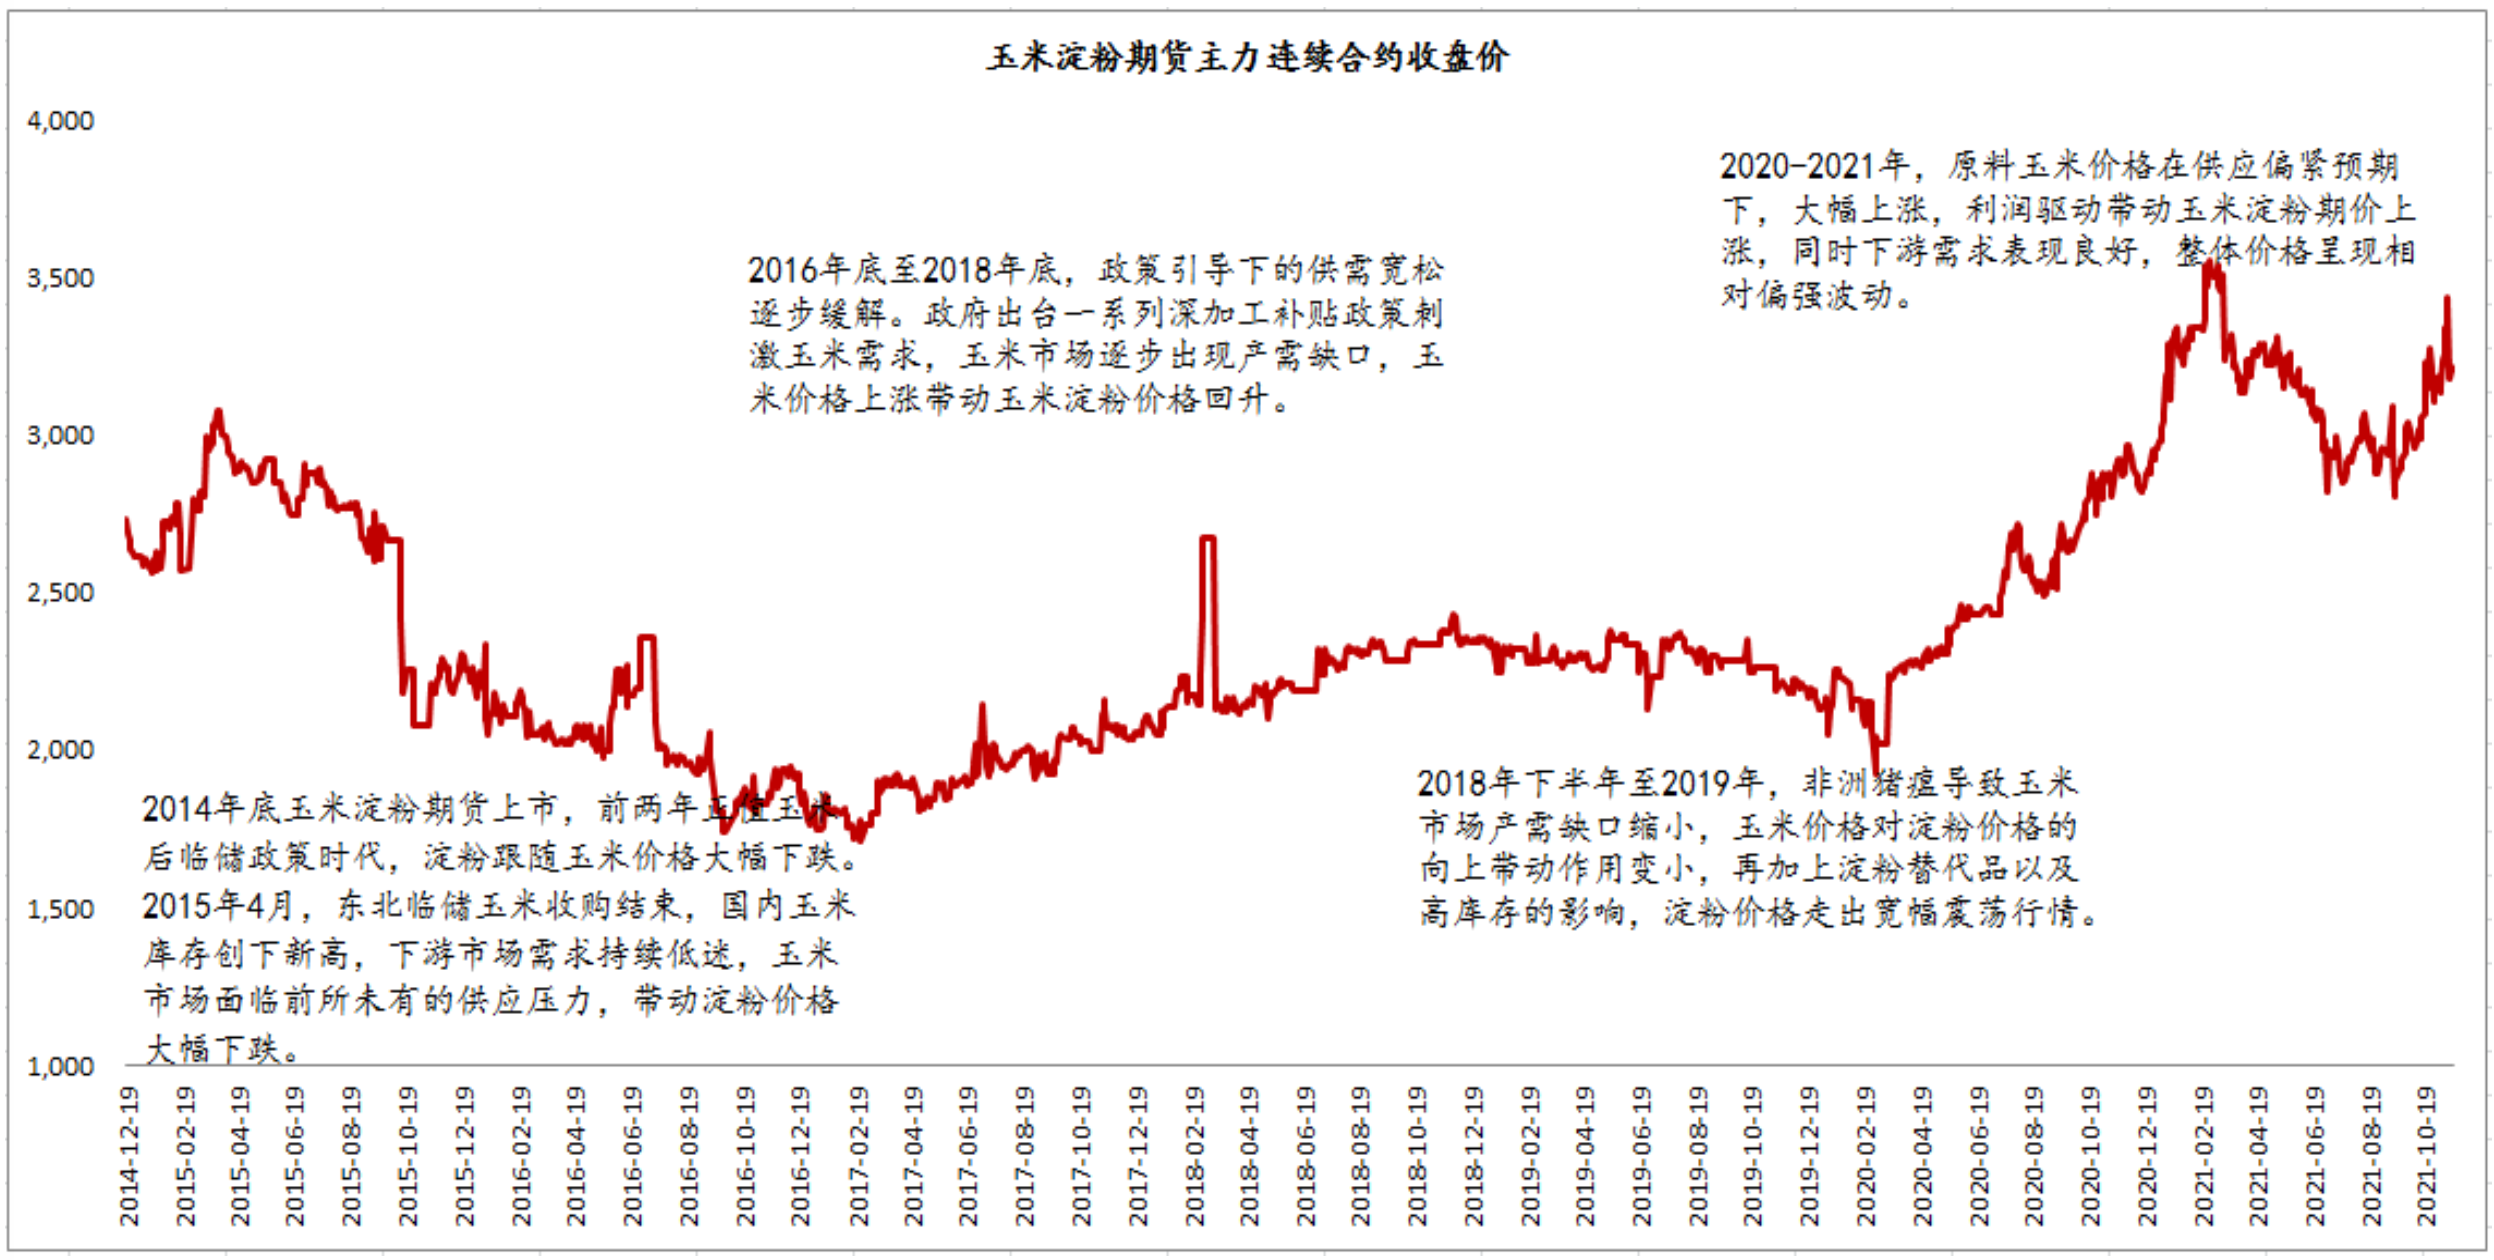 玉米淀粉期货主力连续合约收盘价
4,000
3,500
3,000
2,500
2,000
1,500
1,000
2020-2021年，原料玉米价格在供应偏紧预期
下，大幅上涨，利润驱动带动玉米淀粉期价上
涨，同时下游需求表现良好，整体价格呈现相
对偏强波动。
2016年底至2018年底，政策引导下的供需宽松
逐步缓解。政府出台一系列深加工补贴政策刺
激玉米需求，玉米市场逐步出现产需缺口，玉
米价格上涨带动玉米淀粉价格回升。
2014年底玉米淀粉期货上市，前两年正值玉米
后临储政策时代，淀粉跟随玉米价格大幅下跌。
2015年4月，东北临储玉米收购结束，国内玉米
库存创下新高，下游市场需求持续低迷，玉米
市场面临前所未有的供应压力，带动淀粉价格
大幅下跌。
2018年下半年至2019年，非洲猪瘟导致玉米
市场产需缺口缩小，玉米价格对淀粉价格的
向上带动作用变小，再加上淀粉替代品以及
高库存的影响，淀粉价格走出宽幅震荡行情。
2014-12-19
2015-02-19
2015-04-19
2015-06-19
2015-08-19
2015-10-19
2015-12-19
2016-02-19
2016-04-19
2016-06-19
2016-08-19
2016-10-19
2016-12-19
2017-02-19
2017-04-19
2017-06-19
2017-08-19
2017-10-19
2017-12-19
2018-02-19
2018-04-19
2018-06-19
2018-08-19
2018-10-19
2018-12-19
2019-02-19
2019-04-19
2019-06-19
2019-08-19
2019-10-19
2019-12-19
2020-02-19
2020-04-19
2020-06-19
2020-08-19
2020-10-19
2020-12-19
2021-02-19
2021-04-19
2021-06-19
2021-08-19
2021-10-19